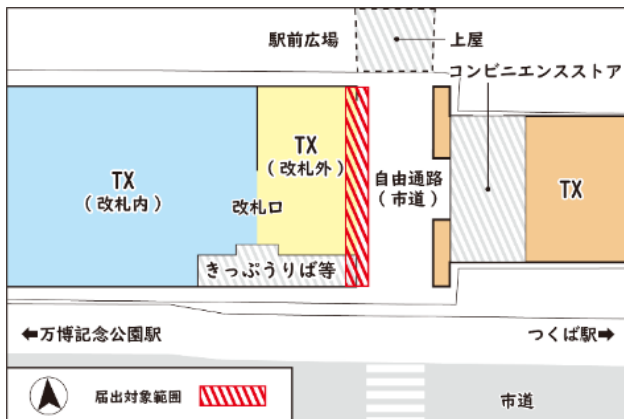 駅前広場
上屋
コンビニエンスストア
TX
(改札内)
TX
(改札外)
改札口
自由通路
(市道)
TX
きっぷうりば等
←万博記念公園駅
つくば駅→
届出対象範囲
市道